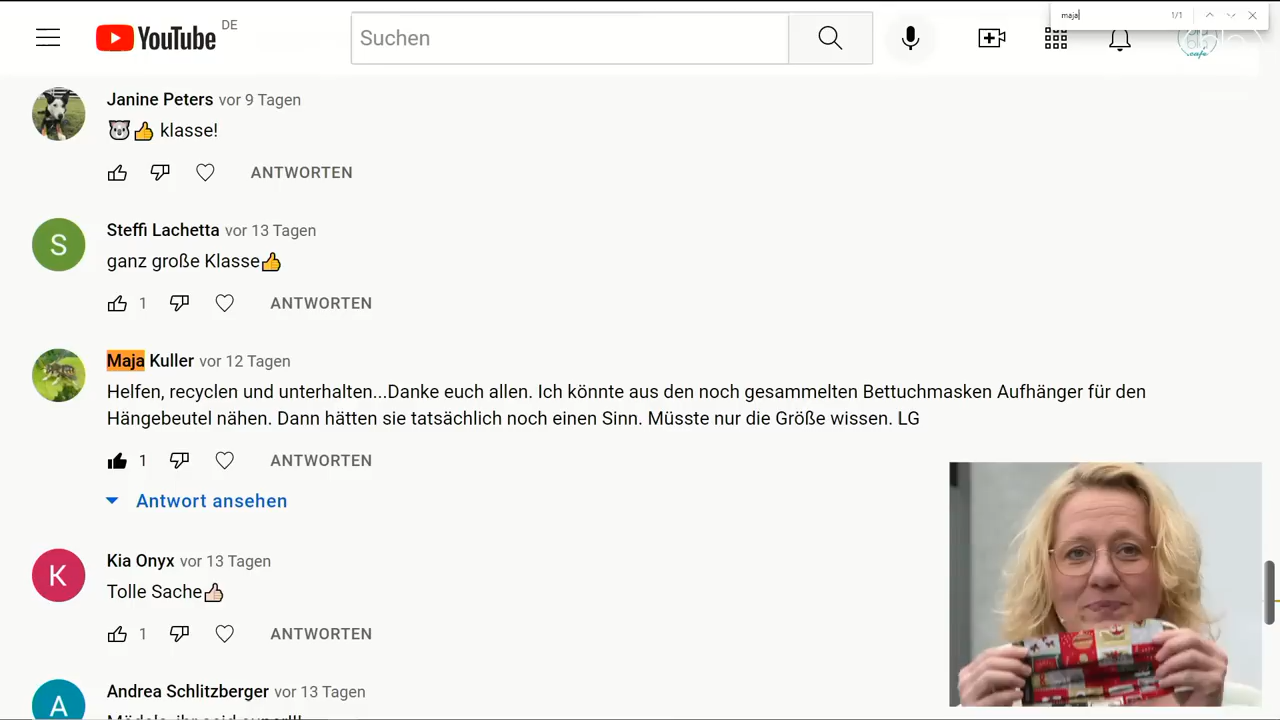 maja 1/1
YouTube DE
Suchen
Janine Peters vor 9 Tagen
🐷👍 klasse!
ANTWORTEN
Steffi Lachetta vor 13 Tagen
ganz große Klasse👍
1 ANTWORTEN
Maja Kuller vor 12 Tagen
Helfen, recyclen und unterhalten...Danke euch allen. Ich könnte aus den noch gesammelten Bettuchmasken Aufhänger für den
Hängebeutel nähen. Dann hätten sie tatsächlich noch einen Sinn. Müsste nur die Größe wissen. LG
1 ANTWORTEN
Antwort ansehen
Kia Onyx vor 13 Tagen
Tolle Sache👍🏻
1 ANTWORTEN
Andrea Schlitzberger vor 13 Tagen
S
K
A
cafe